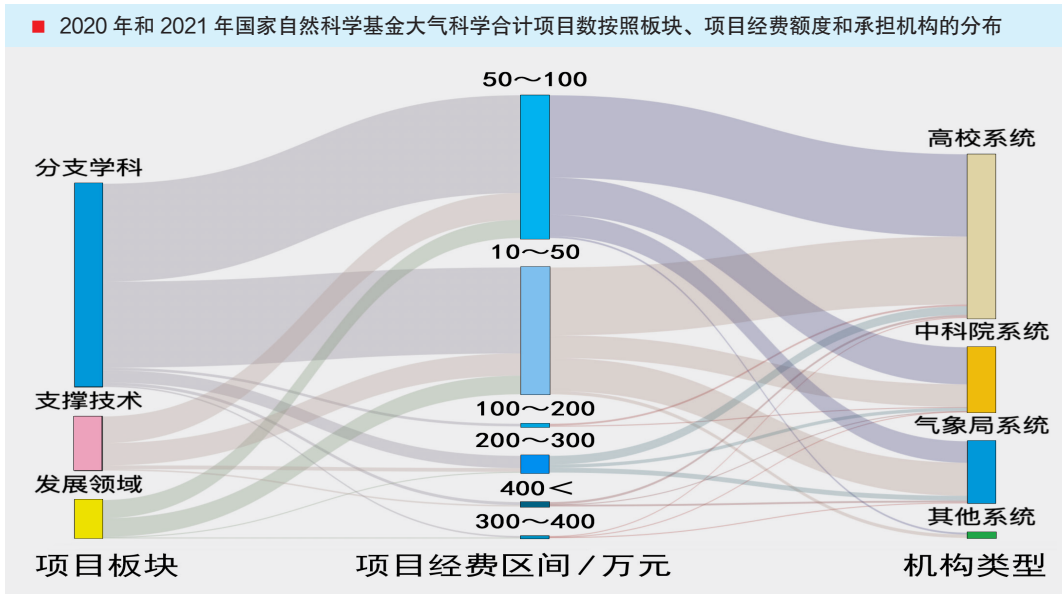 2020 年和 2021 年国家自然科学基金大气科学合计项目数按照板块、项目经费额度和承担机构的分布
50～100
高校系统
分支学科
10～50
中科院系统
支撑技术
100～200
气象局系统
200～300
发展领域
400＜
其他系统
300～400
项目板块
项目经费区间/万元
机构类型